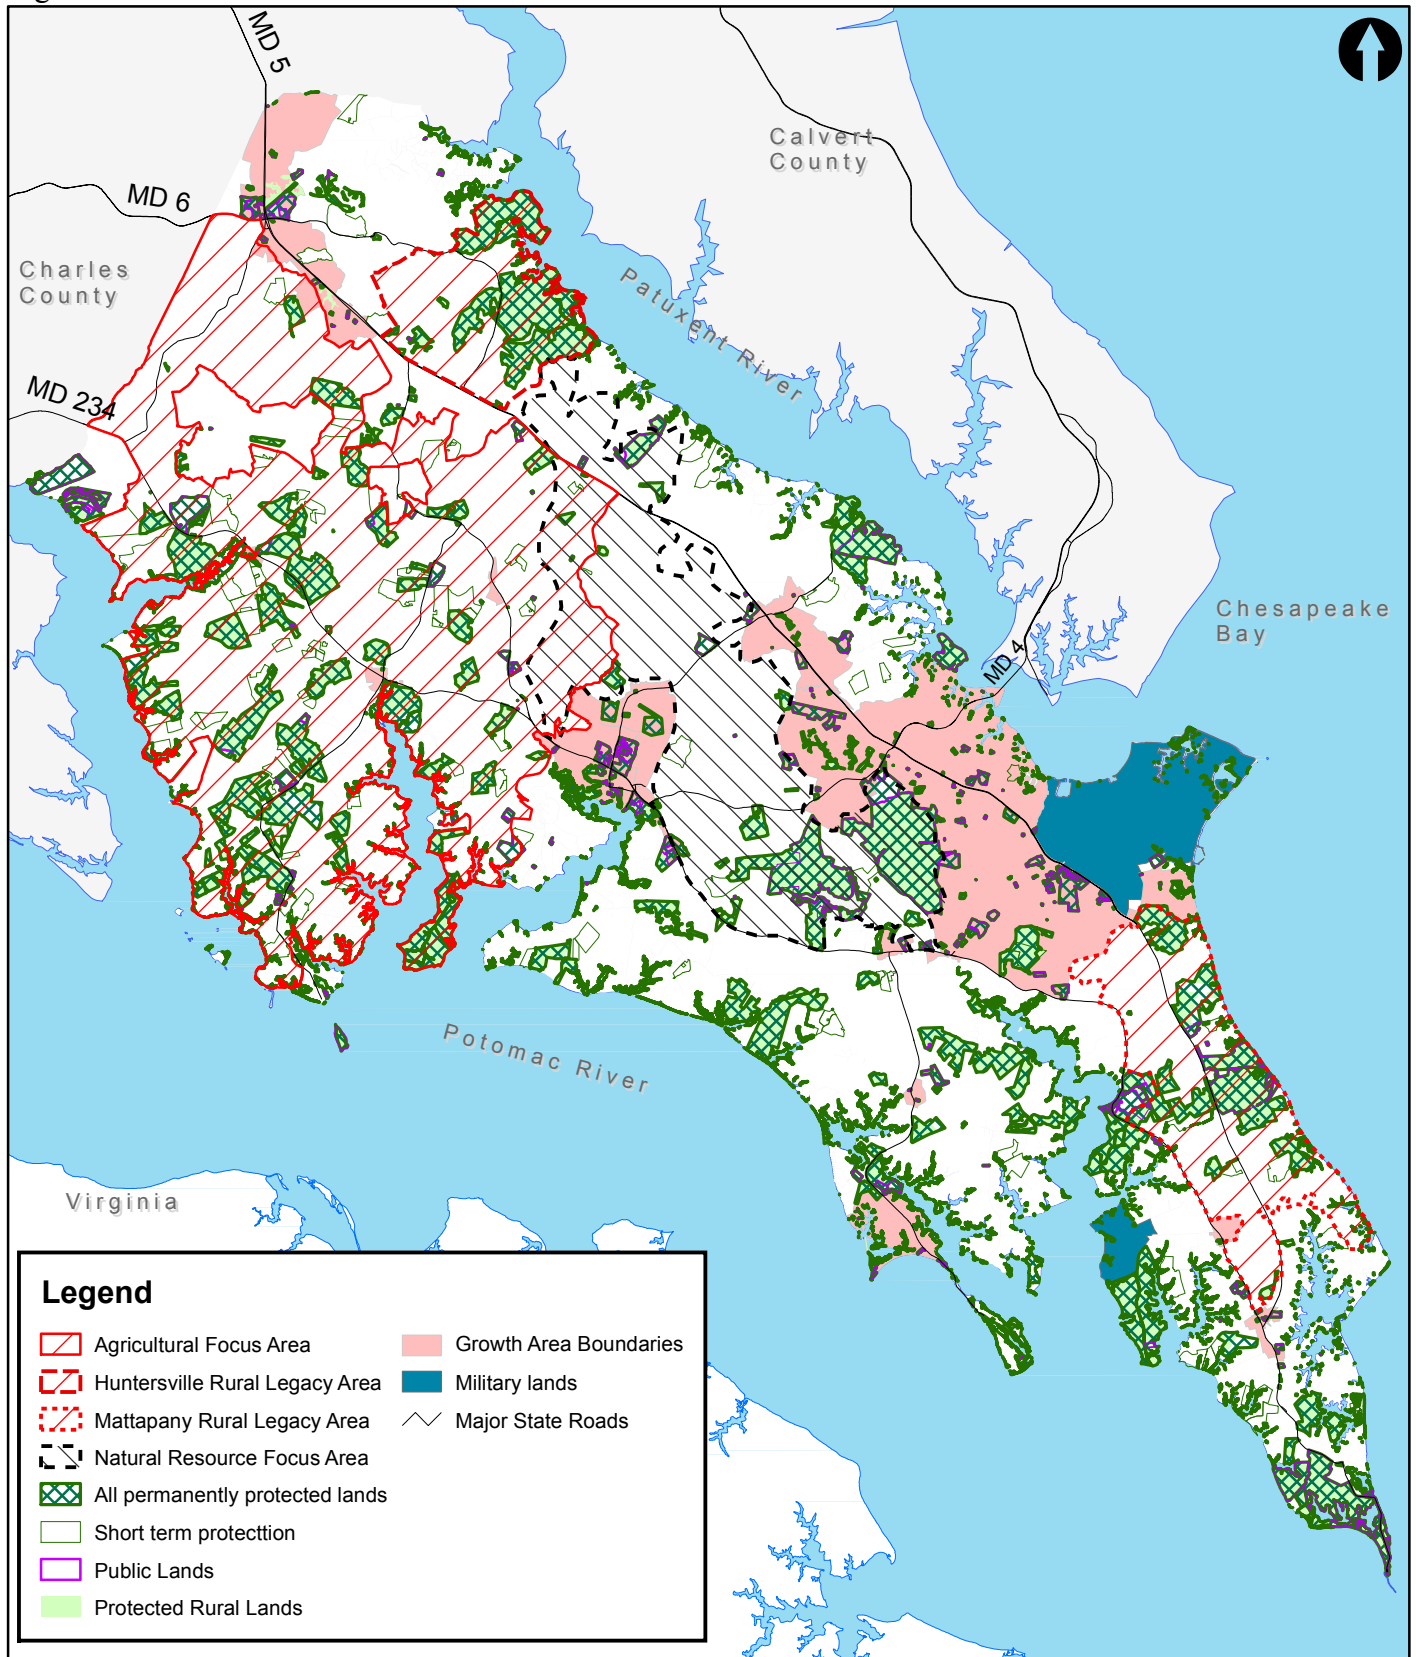 MD 5
Calvert
County
MD 6
Charles
County
Patuxent River
MD 234
Chesapeake
Bay
MD 4
Potomac River
Virginia
Legend
Agricultural Focus Area
Huntersville Rural Legacy Area
Mattapany Rural Legacy Area
Natural Resource Focus Area
All permanently protected lands
Short term protecttion
Public Lands
Protected Rural Lands
Growth Area Boundaries
Military lands
Major State Roads